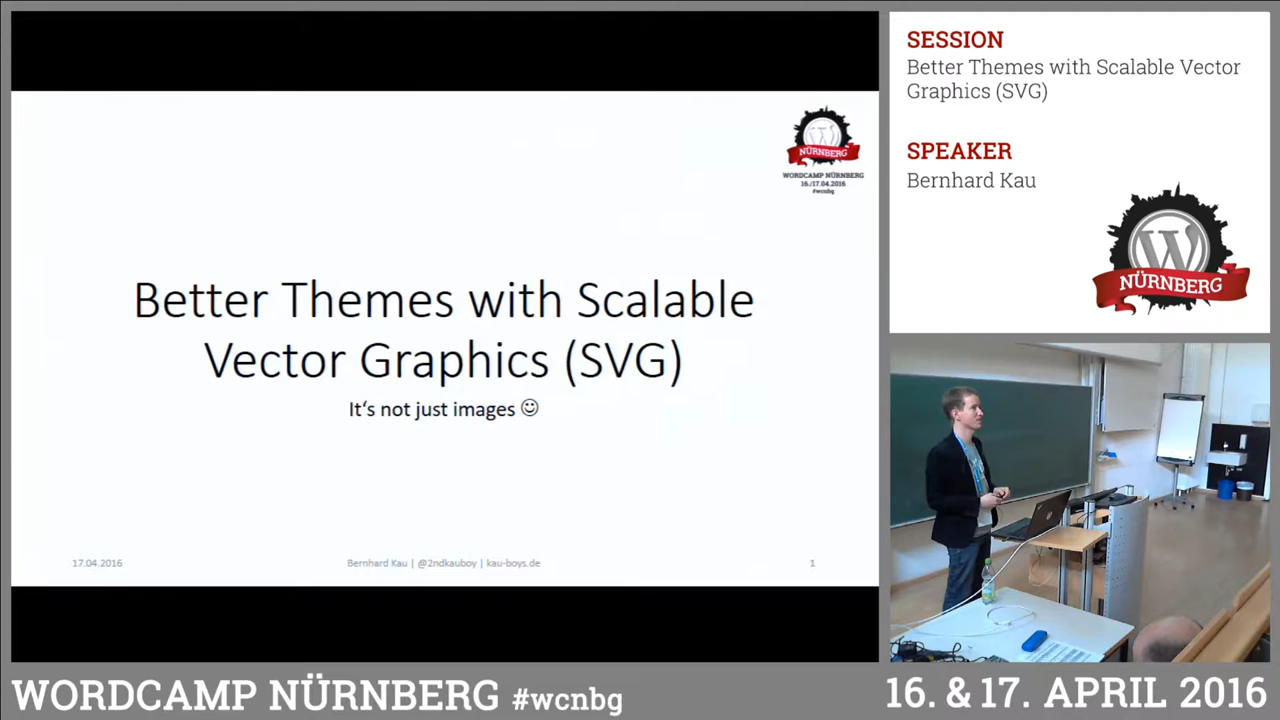 NÜRNBERG
WORDCAMP NÜRNBERG
16./17.04.2016
#wcnbg
Better Themes with Scalable
Vector Graphics (SVG)
It's not just images ☺
17.04.2016
Bernhard Kau | @2ndkauboy | kau-boys.de
1
SESSION
Better Themes with Scalable Vector
Graphics (SVG)
SPEAKER
Bernhard Kau
NÜRNBERG
WORDCAMP NÜRNBERG #wcnbg
16. & 17. APRIL 2016